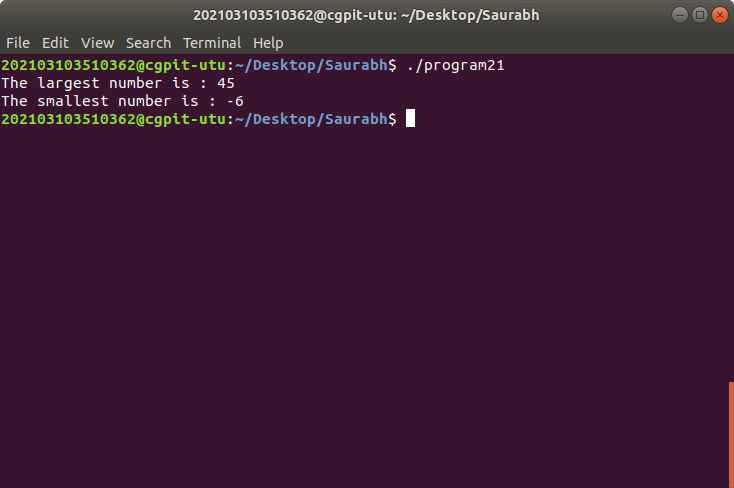 202103103510362@cgpit-utu: ~/Desktop/Saurabh
File Edit View Search Terminal Help
202103103510362@cgpit-utu:~/Desktop/Saurabh$ ./program21
The largest number is : 45
The smallest number is : -6
202103103510362@cgpit-utu:~/Desktop/Saurabh$